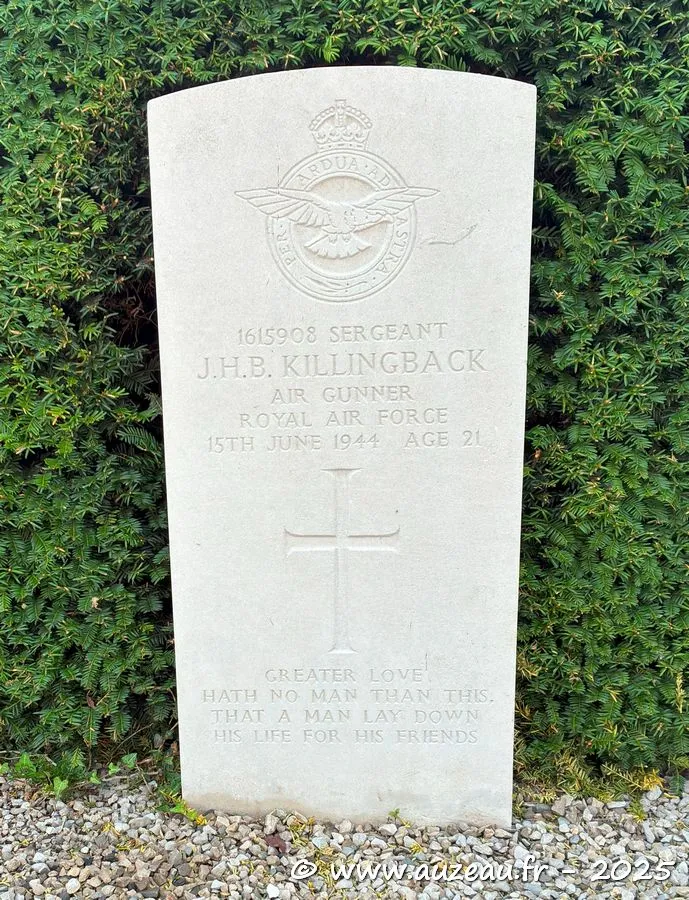 PER · ARDUA · AD ASTRA
1615908 SERGEANT
J.H.B. KILLINGBACK
AIR GUNNER
ROYAL AIR FORCE
15TH JUNE 1944 AGE 21
GREATER LOVE
HATH NO MAN THAN THIS.
THAT A MAN LAY DOWN
HIS LIFE FOR HIS FRIENDS
© www.auzeau.fr - 2025